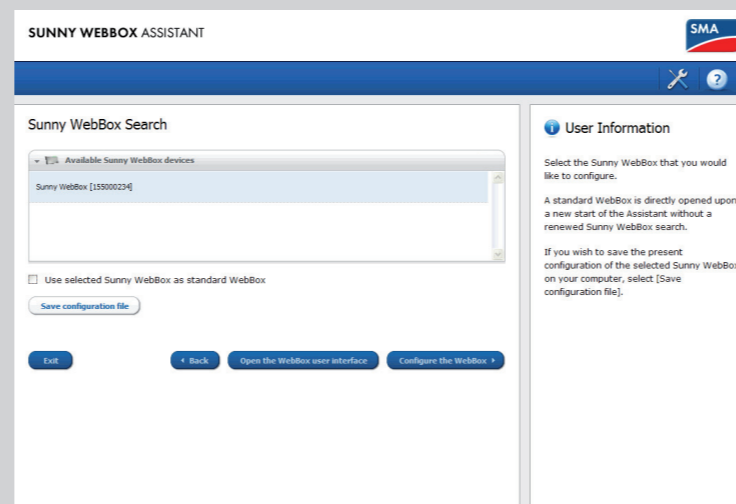 SUNNY WEBBOX ASSISTANT
SMA
?
Sunny WebBox Search
Available Sunny WebBox devices
Sunny WebBox [155000234]
Use selected Sunny WebBox as standard WebBox
Save configuration file
Exit
Back
Open the WebBox user interface
Configure the WebBox
i User Information
Select the Sunny WebBox that you would
like to configure.
A standard WebBox is directly opened upon
a new start of the Assistant without a
renewed Sunny WebBox search.
If you wish to save the present
configuration of the selected Sunny WebBox
on your computer, select [Save
configuration file].